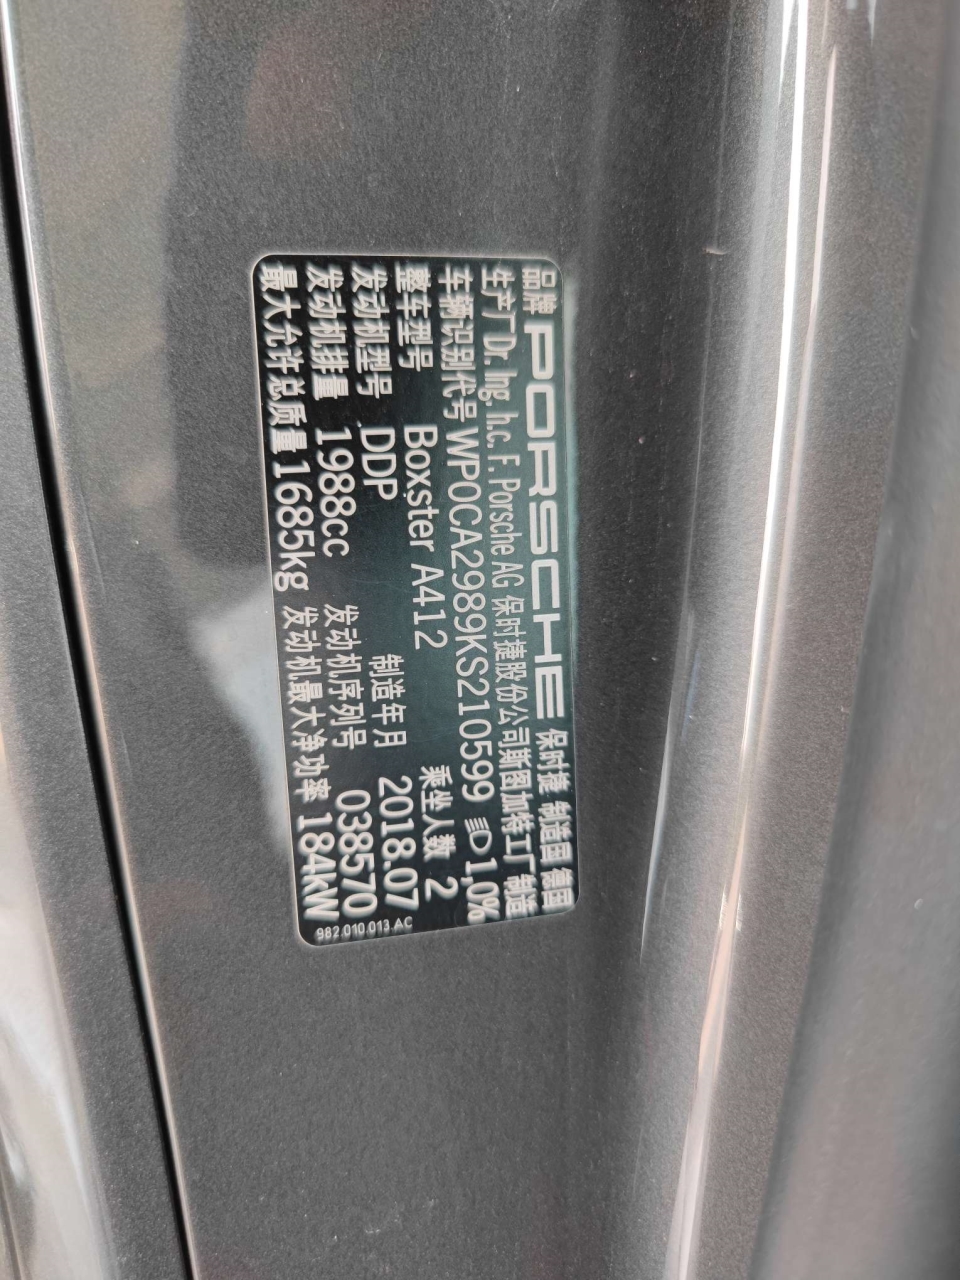 品牌 PORSCHE 保时捷 制造国 德国
生产厂 Dr. Ing. h.c. F. Porsche AG 保时捷股份公司斯图加特工厂制造
车辆识别代号 WP0CA2989KS210599 1,0%
整车型号 Boxster A412 乘坐人数 2
发动机型号 DDP 制造年月 2018.07
发动机排量 1988cc 发动机序列号 038570
最大允许总质量 1685kg 发动机最大净功率 184kW
982.010.013.AC